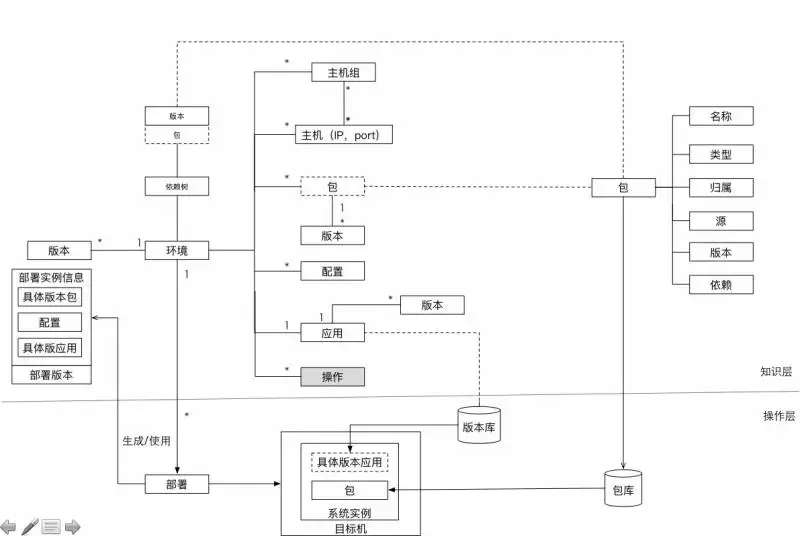 主机组
*
*
*
版本
包
主机（IP，port）
*
依赖树
包
*
1
*
版本
版本
*
1
环境
1
配置
*
应用
1
1
*
版本
操作
*
包
名称
类型
归属
源
版本
依赖
部署实例信息
具体版本包
配置
具体版应用
部署版本
知识层
操作层
*
生成/使用
部署
版本库
具体版本应用
包
系统实例
目标机
包库